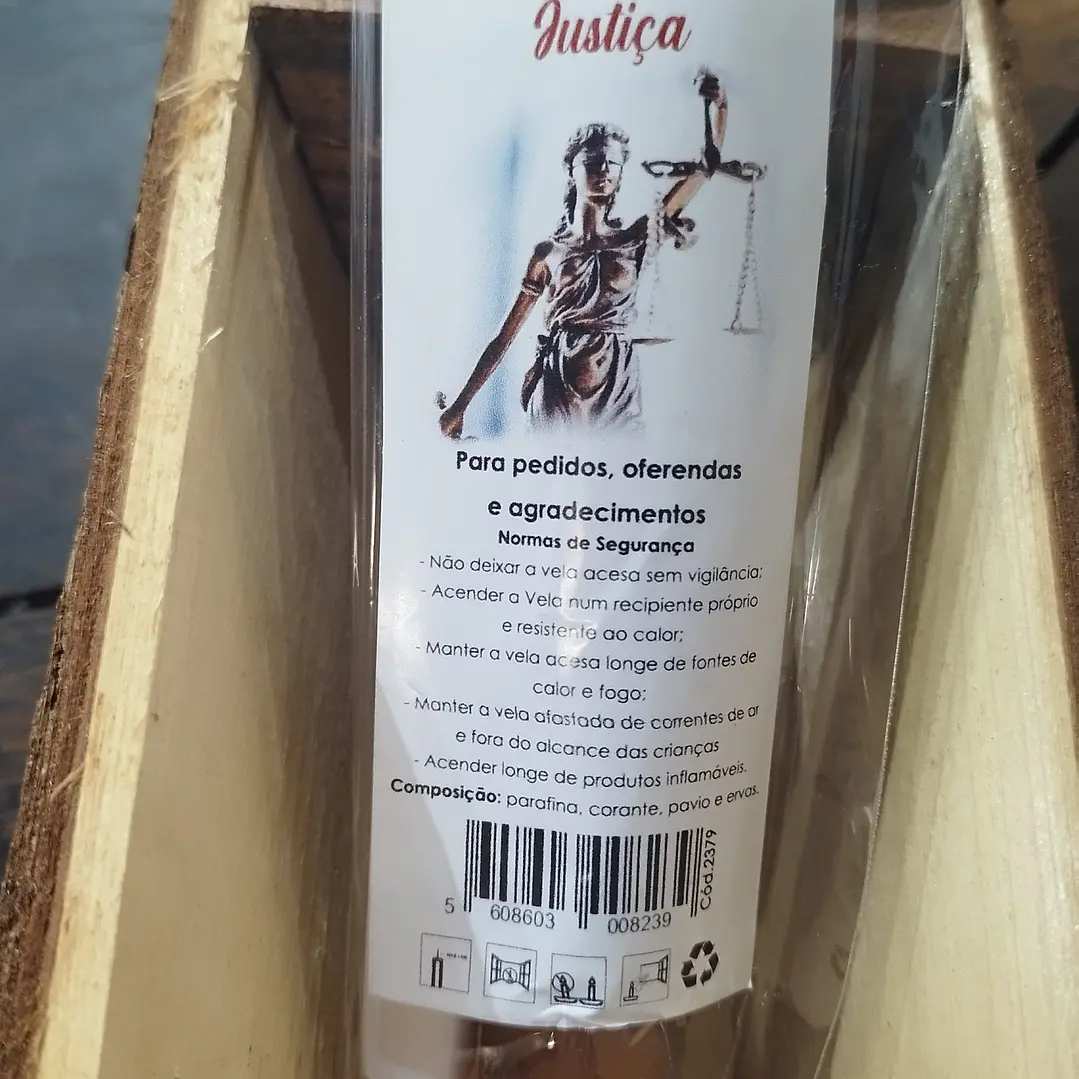 Justiça
Para pedidos, oferendas
e agradecimentos
Normas de Segurança
- Não deixar a vela acesa sem vigilância;
- Acender a Vela num recipiente próprio
e resistente ao calor;
- Manter a vela acesa longe de fontes de
calor e fogo;
- Manter a vela afastada de correntes de ar
e fora do alcance das crianças
- Acender longe de produtos inflamáveis.
Composição: parafina, corante, pavio e ervas.
Cód.2379
5 608603 008239